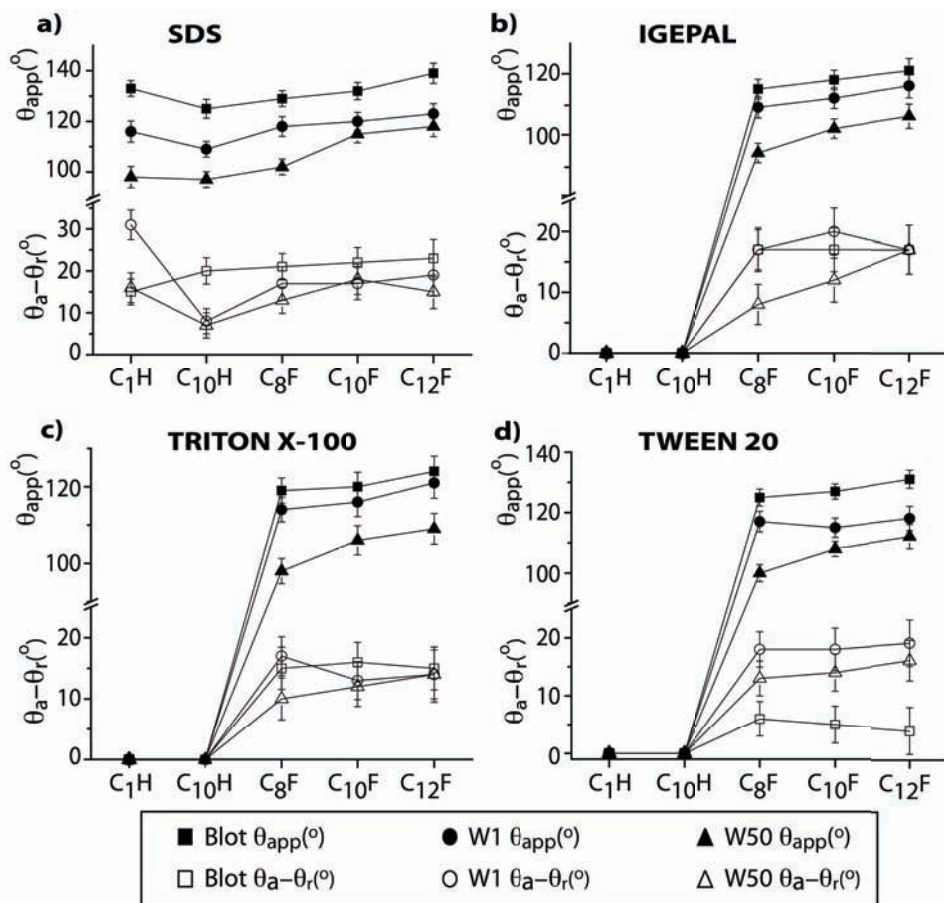 a) SDS
θapp(°)
140
120
100
θa–θr(°)
30
20
10
0
C1H C10H C8F C10F C12F
b) IGEPAL
θapp(°)
120
100
θa–θr(°)
20
10
0
C1H C10H C8F C10F C12F
c) TRITON X-100
θapp(°)
120
100
θa–θr(°)
20
10
0
C1H C10H C8F C10F C12F
d) TWEEN 20
θapp(°)
140
120
100
θa–θr(°)
20
10
0
C1H C10H C8F C10F C12F
Blot θapp(°) W1 θapp(°) W50 θapp(°)
Blot θa–θr(°) W1 θa–θr(°) W50 θa–θr(°)